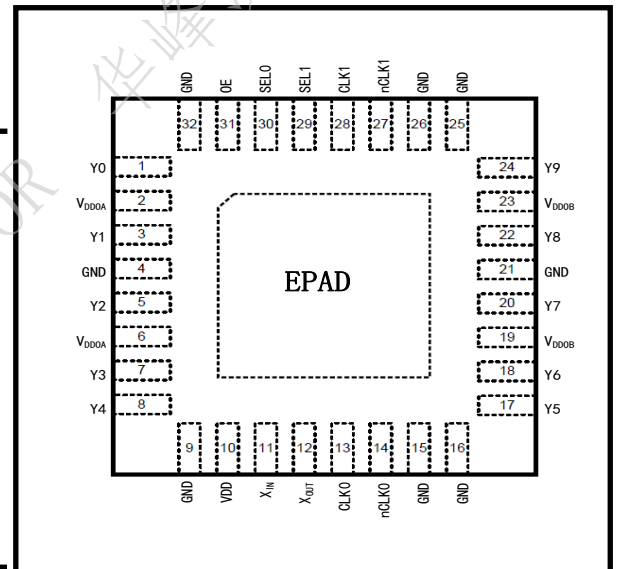 GND OE SEL0 SEL1 CLK1 nCLK1 GND GND
32 31 30 29 28 27 26 25
Y0 1 24 Y9
VDDOA 2 23 VDDOB
Y1 3 22 Y8
GND 4 21 GND
EPAD
Y2 5 20 Y7
VDDOA 6 19 VDDOB
Y3 7 18 Y6
Y4 8 17 Y5
9 10 11 12 13 14 15 16
GND VDD XIN XOUT CLK0 nCLK0 GND GND
华峰
OR